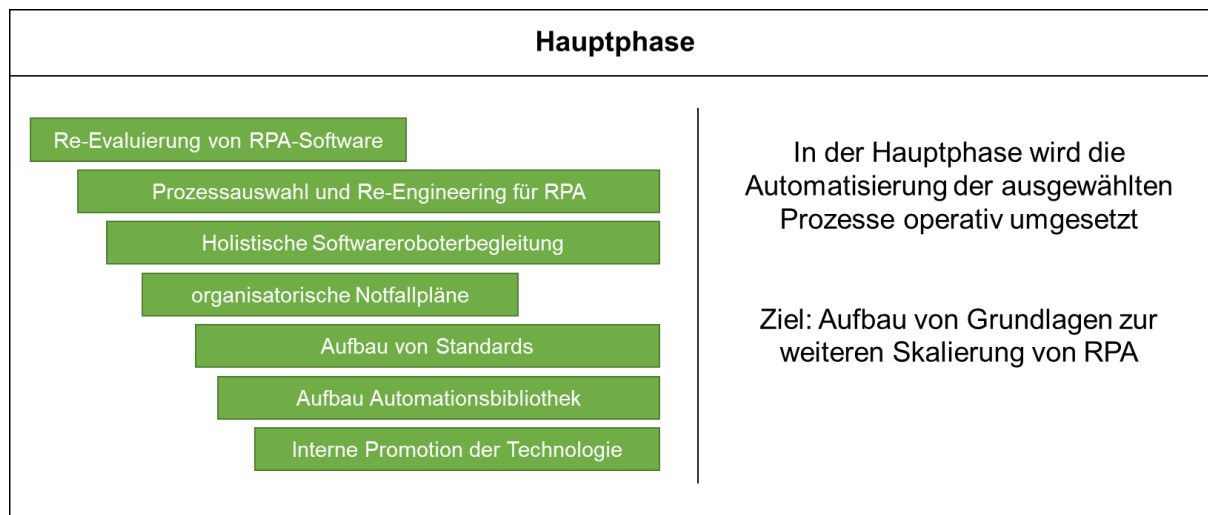 Hauptphase
Re-Evaluierung von RPA-Software
Prozessauswahl und Re-Engineering für RPA
Holistische Softwareroboterbegleitung
organisatorische Notfallpläne
Aufbau von Standards
Aufbau Automationsbibliothek
Interne Promotion der Technologie
In der Hauptphase wird die
Automatisierung der ausgewählten
Prozesse operativ umgesetzt
Ziel: Aufbau von Grundlagen zur
weiteren Skalierung von RPA